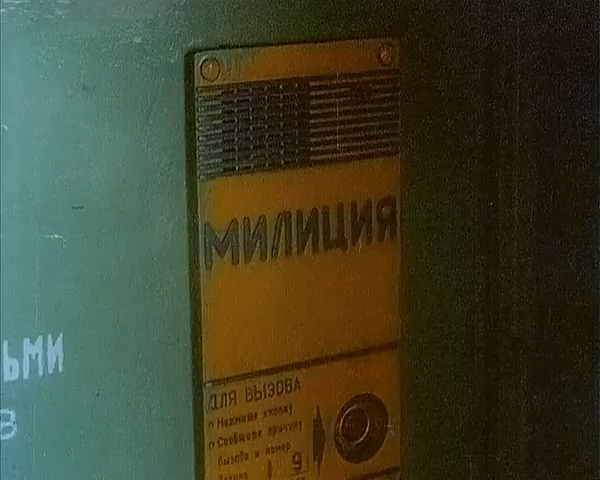 МИЛИЦИЯ
ЬМИ
В
ДЛЯ ВЫЗОВА
Нажмите кнопку
Сообщите причину
вызова и номер
9